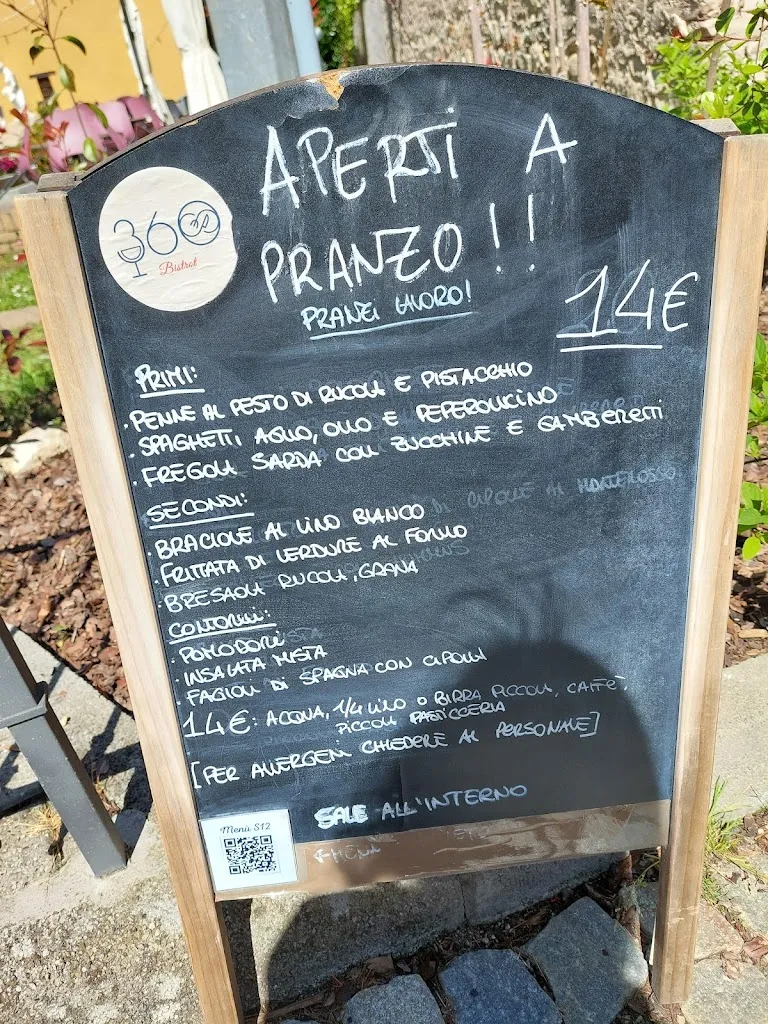 360
Bistrot
APERTI A
PRANZO!!
PRANZI LAVORO!
14€
PRIMI:
· PENNE AL PESTO DI RUCOLA E PISTACCHIO
· SPAGHETTI, AGLIO, OLIO E PEPERONCINO
· FREGOLA SARDA CON ZUCCHINE E GAMBERETTI
SECONDI:
· BRACIOLE AL VINO BIANCO
· FRITTATA DI VERDURE AL FORNO
· BRESAOLA RUCOLA, GRANA
CONTORNI:
· POMODORI
· INSALATA MISTA
· FAGIOLI DI SPAGNA CON CIPOLLA
14€: ACQUA, 1/4 VINO O BIRRA PICCOLA, CAFFÈ,
PICCOLA PASTICCERIA
[PER ALLERGENI CHIEDERE AL PERSONALE]
SALE ALL'INTERNO
Menù S12
←MENÙ